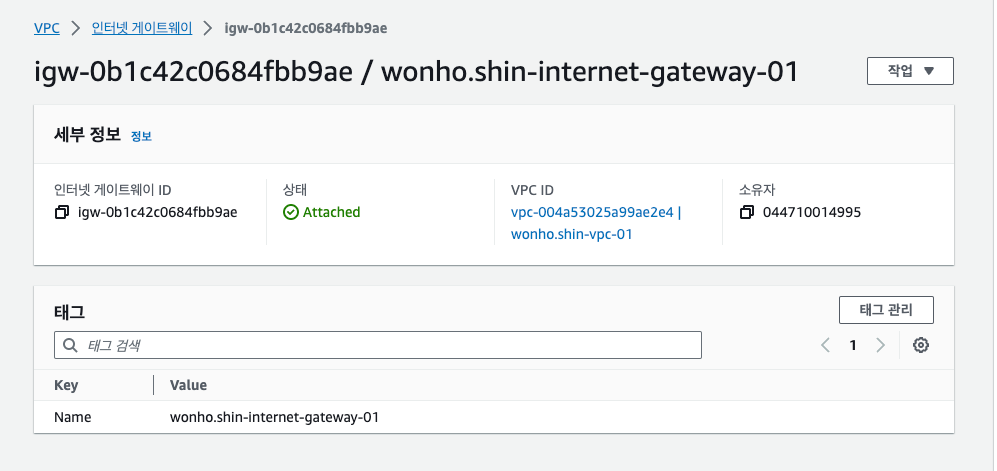 VPC > 인터넷 게이트웨이 > igw-0b1c42c0684fbb9ae
igw-0b1c42c0684fbb9ae / wonho.shin-internet-gateway-01
작업
세부 정보 정보
인터넷 게이트웨이 ID
igw-0b1c42c0684fbb9ae
상태
Attached
VPC ID
vpc-004a53025a99ae2e4 |
wonho.shin-vpc-01
소유자
044710014995
태그
태그 관리
태그 검색
1
Key Value
Name wonho.shin-internet-gateway-01